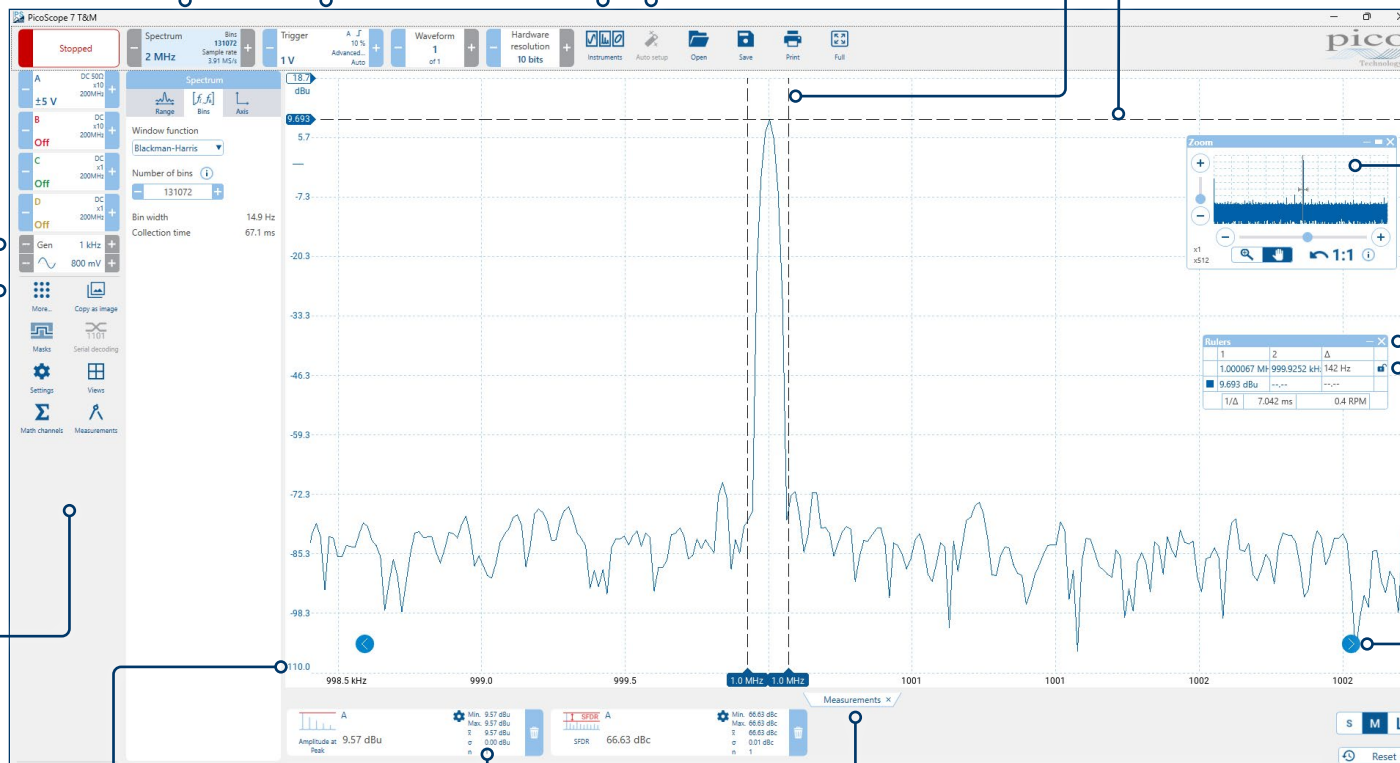 PicoScope 7 T&M
Stopped
Spectrum
2 MHz
Bins
131072
Sample rate
3.91 MS/s
Trigger
1 V
A
10 %
Advanced...
Auto
Waveform
1
of 1
Hardware
resolution
10 bits
Instruments
Auto setup
Open
Save
Print
Full
pico
Technology
A
±5 V
DC 50Ω
x10
200MHz
B
Off
DC
x10
200MHz
C
Off
DC
x1
200MHz
D
Off
DC
x1
200MHz
Gen
1 kHz
800 mV
More...
Copy as image
Masks
1101
Serial decoding
Settings
Views
Math channels
Measurements
Spectrum
Range
Bins
Axis
Window function
Blackman-Harris
Number of bins
131072
Bin width 14.9 Hz
Collection time 67.1 ms
18.7
dBu
9.693
5.7
-7.3
-20.3
-33.3
-46.3
-59.3
-72.3
-85.3
-98.3
110.0
998.5 kHz
999.0
999.5
1.0 MHz
1.0 MHz
1001
1001
1002
1002
Zoom
x1
x512
1:1
Rulers
1 2 Δ
1.000067 MH 999.9252 kH 142 Hz
9.693 dBu --.-- --.--
1/Δ 7.042 ms 0.4 RPM
Measurements ×
A
Amplitude at
Peak
9.57 dBu
Min. 9.57 dBu
Max. 9.57 dBu
x̄ 9.57 dBu
σ 0.00 dBu
n
SFDR
A
SFDR
66.63 dBc
Min. 66.63 dBc
Max. 66.63 dBc
x̄ 66.63 dBc
σ 0.01 dBc
n 1
S M L
Reset